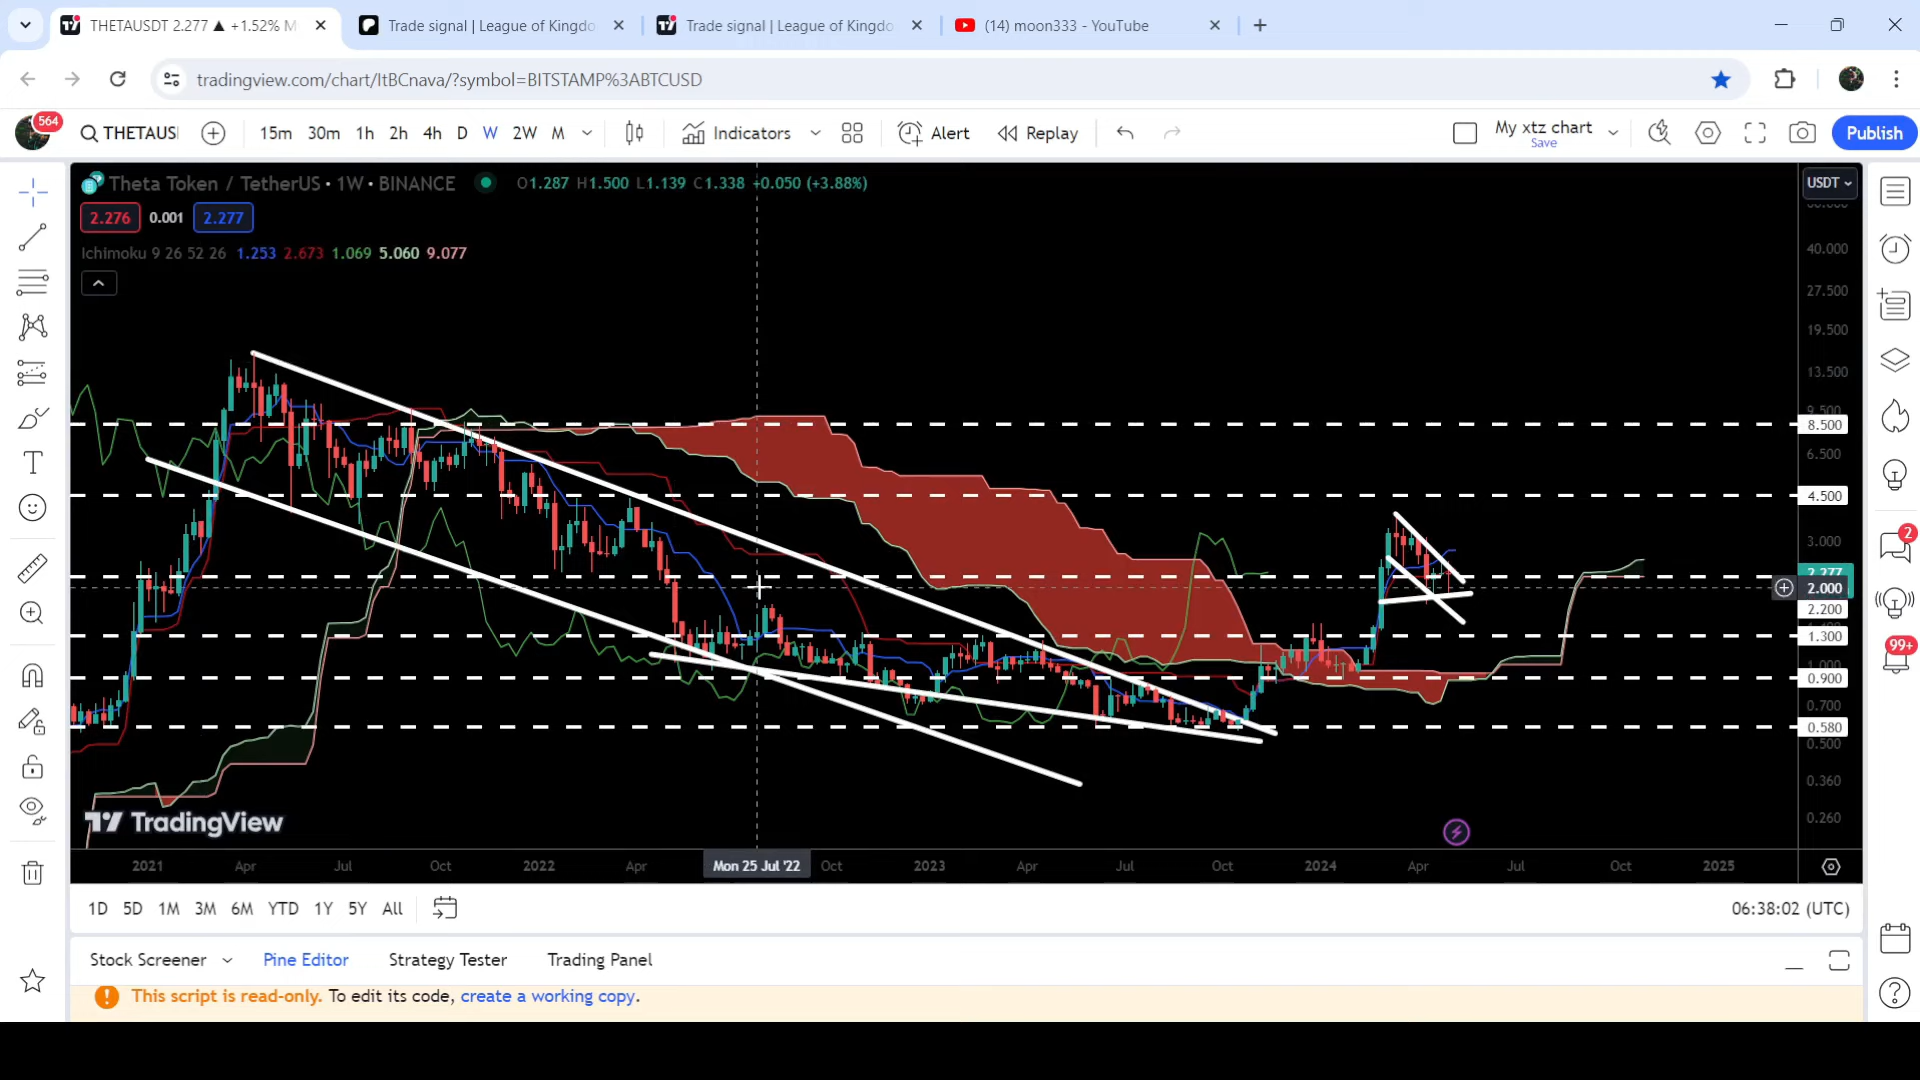 THETAUSDT 2.277 ▲ +1.52% M
Trade signal | League of Kingdo
Trade signal | League of Kingdo
(14) moon333 - YouTube
tradingview.com/chart/ItBCnava/?symbol=BITSTAMP%3ABTCUSD
564
THETAUS
15m 30m 1h 2h 4h D W 2W M
Indicators
Alert
Replay
My xtz chart
Save
Publish
Theta Token / TetherUS · 1W · BINANCE
O1.287 H1.500 L1.139 C1.338 +0.050 (+3.88%)
USDT
2.276 0.001 2.277
Ichimoku 9 26 52 26 1.253 2.673 1.069 5.060 9.077
40.000
27.500
19.500
13.500
9.500
8.500
6.500
4.500
3.000
2.277
2.000
2.200
1.300
1.000
0.900
0.700
0.580
0.500
0.360
0.260
2
99+
TradingView
2021 Apr Jul Oct 2022 Apr Mon 25 Jul '22 Oct 2023 Apr Jul Oct 2024 Apr Jul Oct 2025
1D 5D 1M 3M 6M YTD 1Y 5Y All
06:38:02 (UTC)
Stock Screener Pine Editor Strategy Tester Trading Panel
This script is read-only. To edit its code, create a working copy.